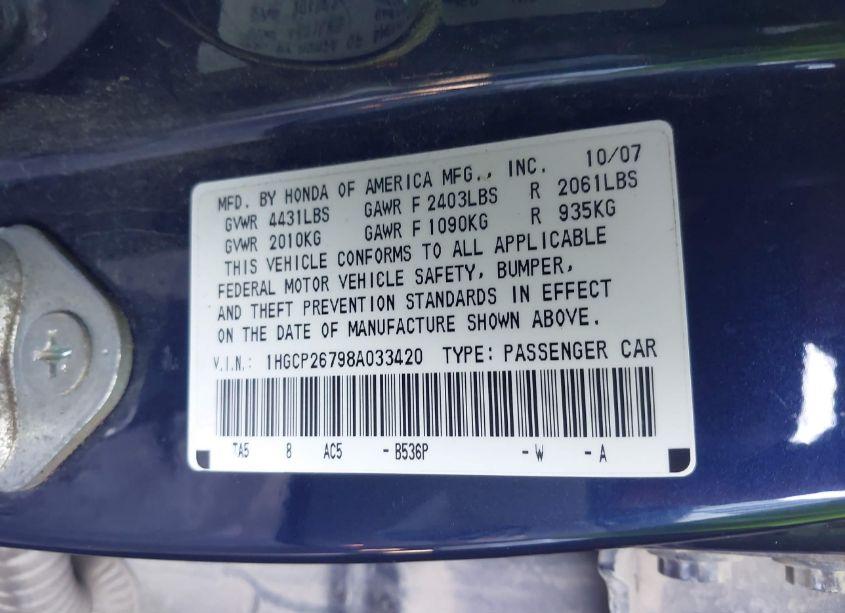 MFD. BY HONDA OF AMERICA MFG., INC. 10/07
GVWR 4431LBS GAWR F 2403LBS R 2061LBS
GVWR 2010KG GAWR F 1090KG R 935KG
THIS VEHICLE CONFORMS TO ALL APPLICABLE
FEDERAL MOTOR VEHICLE SAFETY, BUMPER,
AND THEFT PREVENTION STANDARDS IN EFFECT
ON THE DATE OF MANUFACTURE SHOWN ABOVE.
V.I.N.: 1HGCP26798A033420 TYPE: PASSENGER CAR
TA5 8 AC5 -B536P -W -A